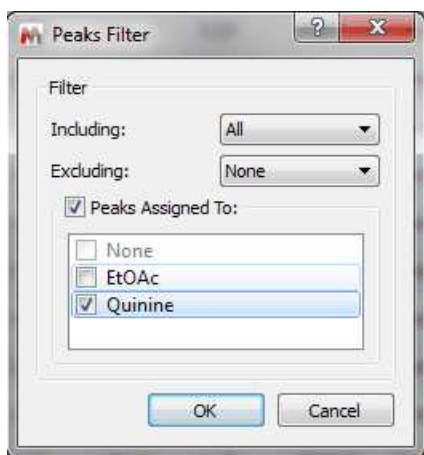 Peaks Filter
Filter
Including: All
Excluding: None
Peaks Assigned To:
None
EtOAc
Quinine
OK Cancel